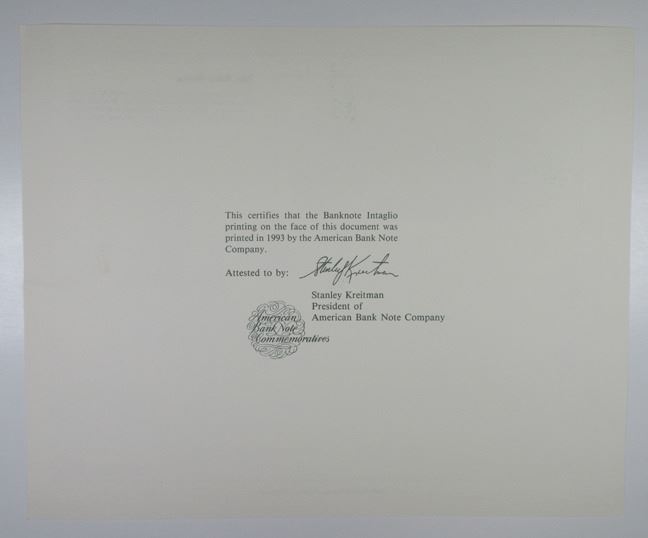 This certifies that the Banknote Intaglio
printing on the face of this document was
printed in 1993 by the American Bank Note
Company.
Attested to by: Stanley Kreitman
Stanley Kreitman
President of
American Bank Note Company
American
Bank Note
Commemoratives